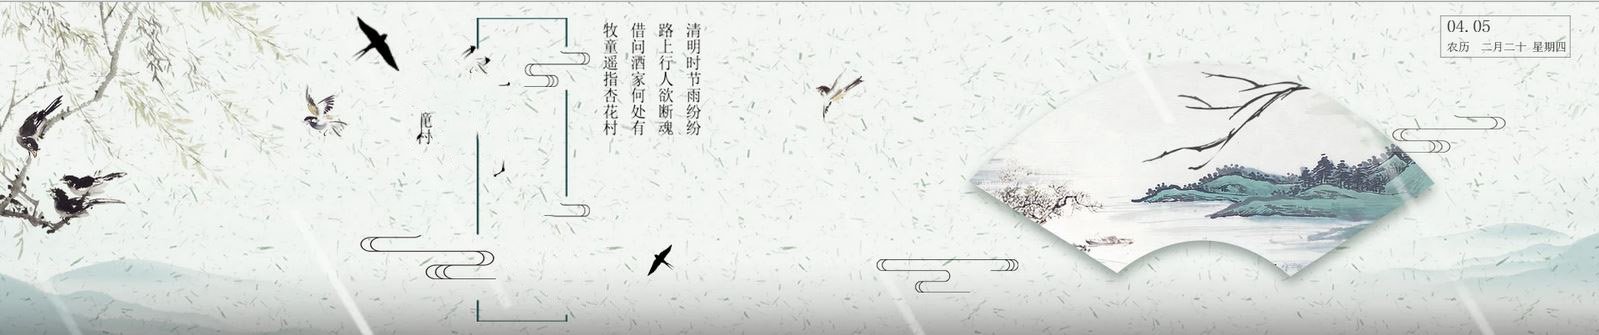 清明时节雨纷纷
路上行人欲断魂
借问酒家何处有
牧童遥指杏花村
04.05
农历 二月二十 星期四